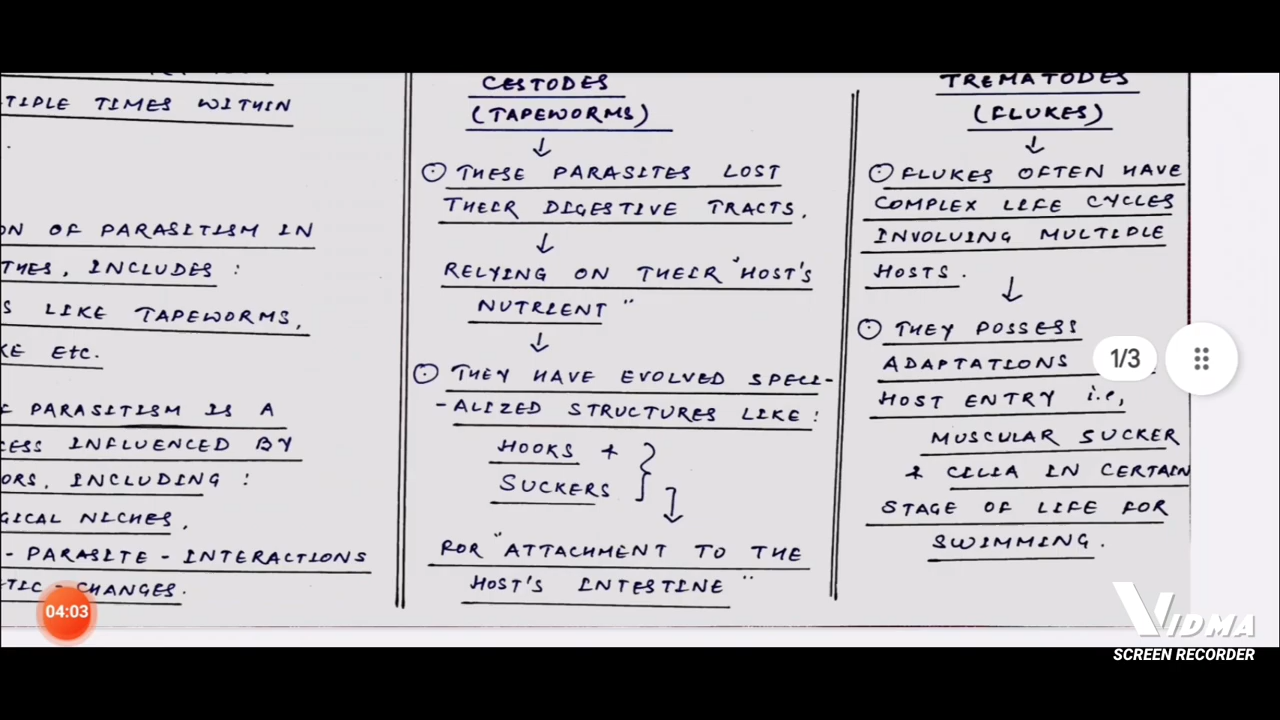 TIPLE TIMES WITHIN
ON OF PARASITISM IN
THES, INCLUDES :
S LIKE TAPEWORMS,
KE Etc.
PARASITISM IS A
CESS INFLUENCED BY
ORS, INCLUDING :
GICAL NICHES,
- PARASITE - INTERACTIONS
TIC - CHANGES.
CESTODES
(TAPEWORMS)
THESE PARASITES LOST
THEIR DIGESTIVE TRACTS.
RELYING ON THEIR "HOST'S
NUTRIENT"
THEY HAVE EVOLVED SPECI-
-ALIZED STRUCTURES LIKE :
HOOKS +
SUCKERS
FOR "ATTACHMENT TO THE
HOST'S INTESTINE"
TREMATODES
(FLUKES)
FLUKES OFTEN HAVE
COMPLEX LIFE CYCLES
INVOLVING MULTIPLE
HOSTS.
THEY POSSESS
ADAPTATIONS
HOST ENTRY i.e,
MUSCULAR SUCKER
+ CILIA IN CERTAIN
STAGE OF LIFE FOR
SWIMMING.
1/3
04:03
VIDMA
SCREEN RECORDER